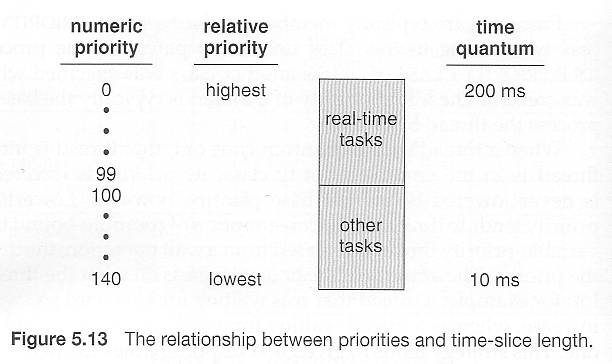 numeric priority
relative priority
time quantum
0
highest
200 ms
real-time tasks
99
100
other tasks
140
lowest
10 ms
Figure 5.13 The relationship between priorities and time-slice length.